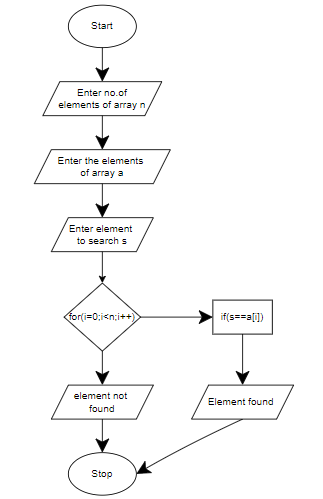 Start
Enter no.of
elements of array n
Enter the elements
of array a
Enter element
to search s
for(i=0;i<n;i++)
if(s==a[i])
element not
found
Element found
Stop